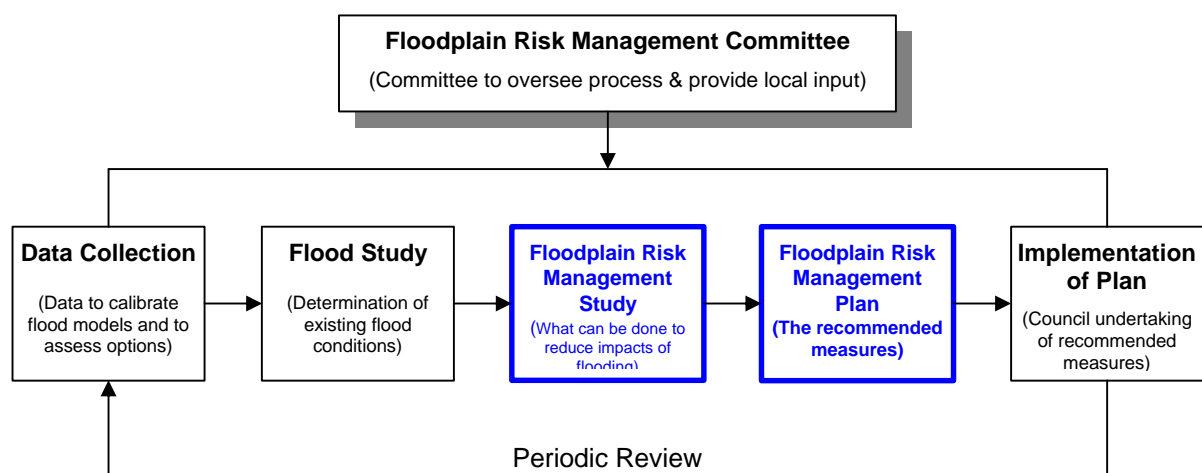 Floodplain Risk Management Committee
(Committee to oversee process & provide local input)
Data Collection
(Data to calibrate
flood models and to
assess options)
Flood Study
(Determination of
existing flood
conditions)
Floodplain Risk
Management
Study
(What can be done to
reduce impacts of
flooding)
Floodplain Risk
Management
Plan
(The recommended
measures)
Implementation
of Plan
(Council undertaking
of recommended
measures)
Periodic Review